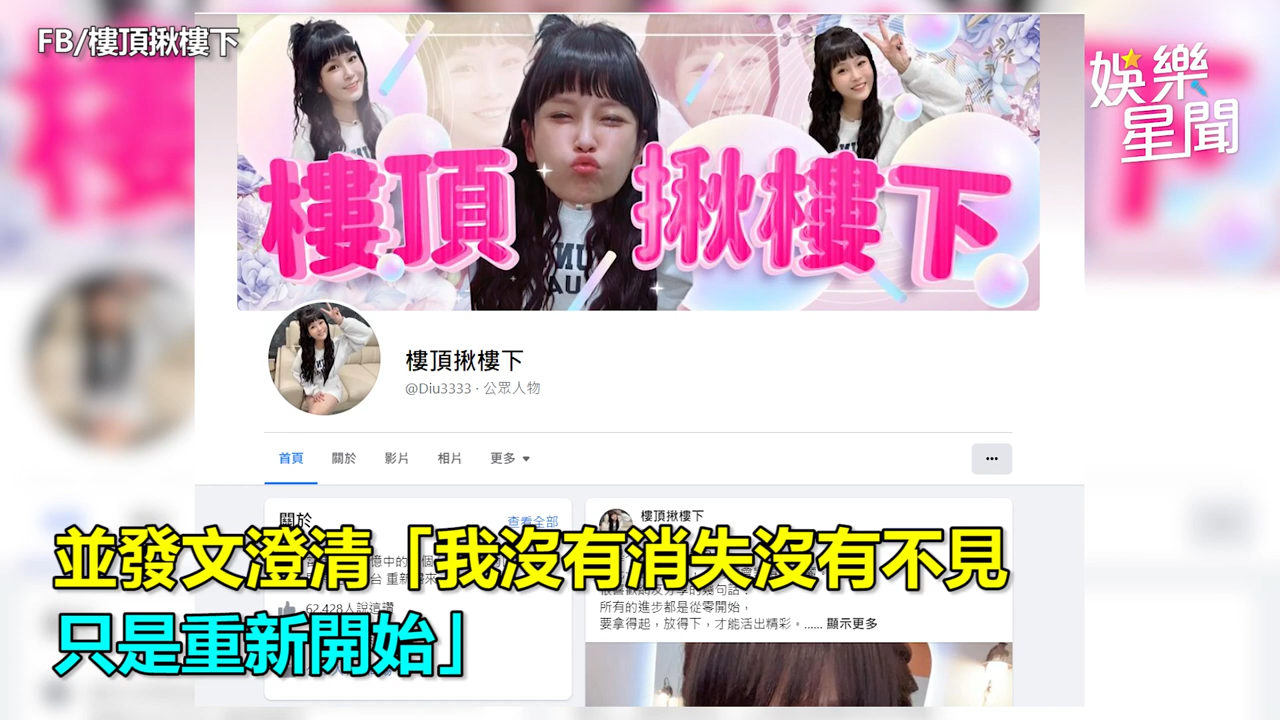 FB/樓頂揪樓下
娛樂
星聞
樓頂 揪樓下
樓頂揪樓下
@Diu3333 · 公眾人物
首頁 關於 影片 相片 更多
關於 查看全部
樓頂揪樓下
62,428人說這讚
所有的進步都是從零開始，
要拿得起，放得下，才能活出精彩。...... 顯示更多
並發文澄清「我沒有消失沒有不見
只是重新開始」